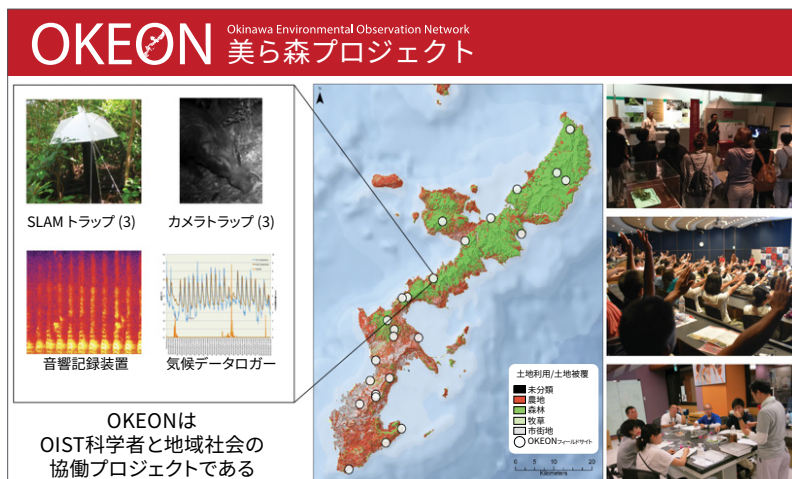 OKEON
Okinawa Environmental Observation Network
美ら森プロジェクト
SLAM トラップ (3)
カメラトラップ (3)
音響記録装置
気候データロガー
OKEONは
OIST科学者と地域社会の
協働プロジェクトである
N
土地利用/土地被覆
未分類
農地
森林
牧草
市街地
OKEONフィールドサイト
0 5 10 20
Kilometers